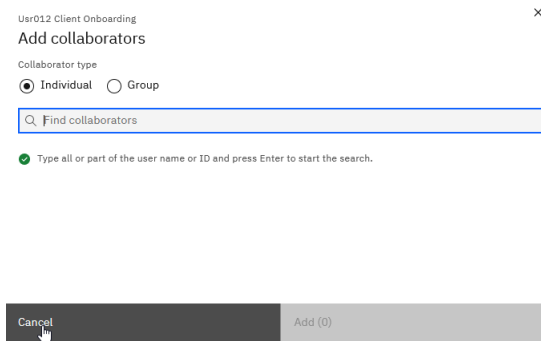 Usr012 Client Onboarding
Add collaborators
Collaborator type
Individual
Group
Find collaborators
Type all or part of the user name or ID and press Enter to start the search.
Cancel
Add (0)